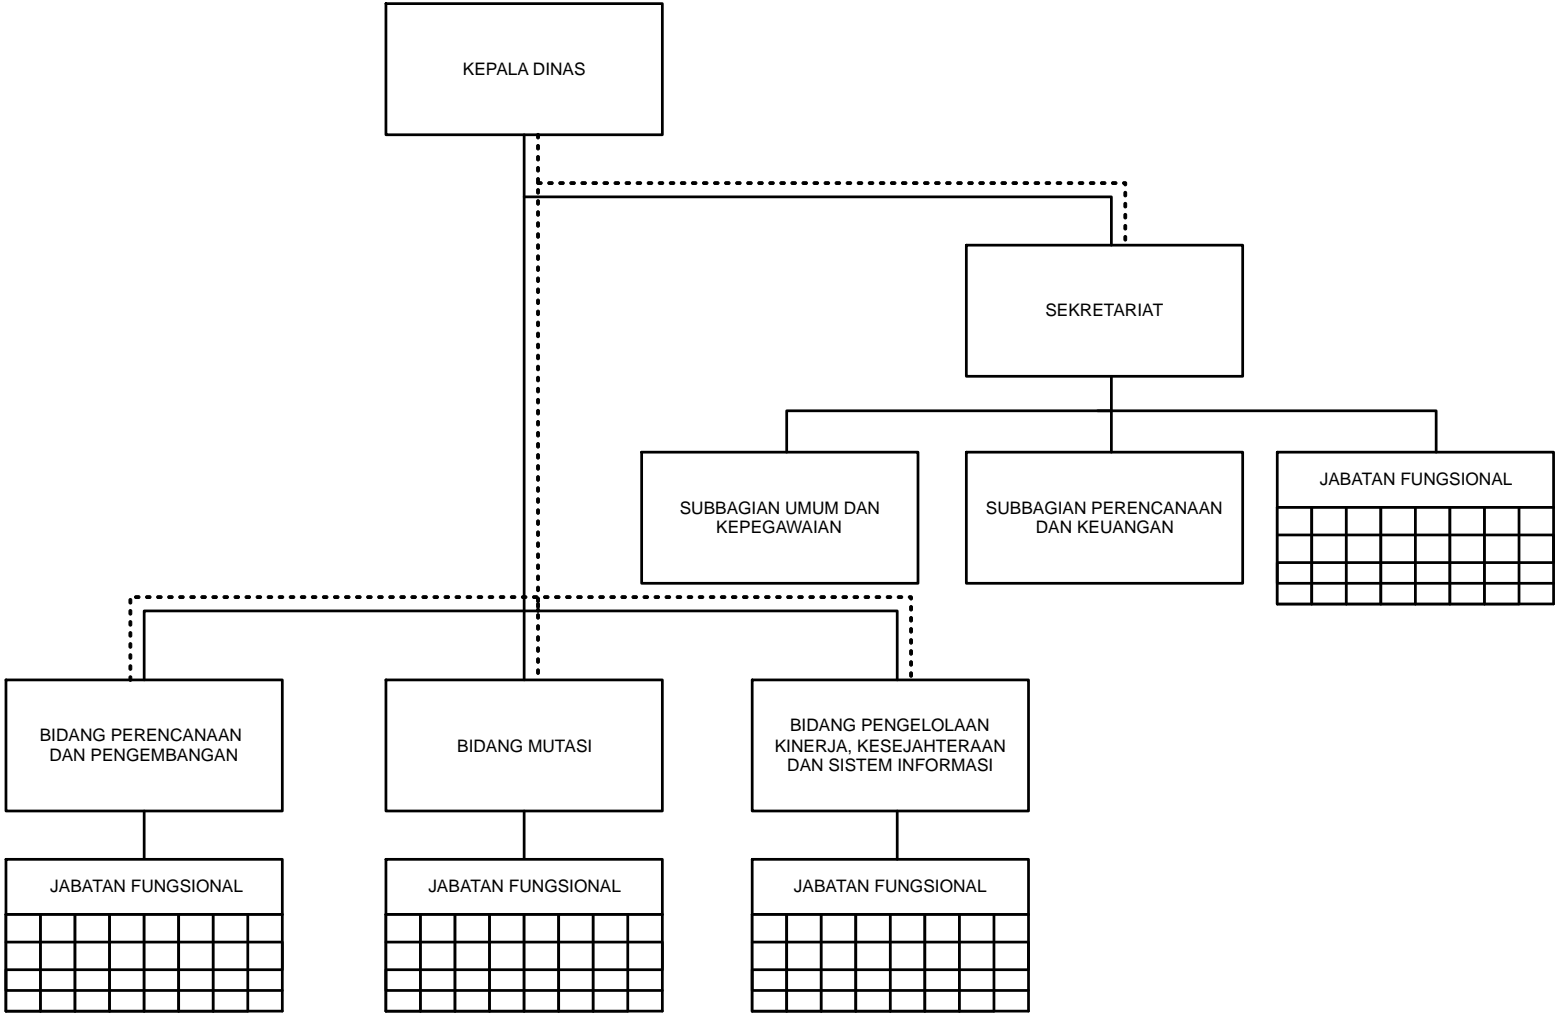 KEPALA DINAS
SEKRETARIAT
SUBBAGIAN UMUM DAN
KEPEGAWAIAN
SUBBAGIAN PERENCANAAN
DAN KEUANGAN
JABATAN FUNGSIONAL
BIDANG PERENCANAAN
DAN PENGEMBANGAN
BIDANG MUTASI
BIDANG PENGELOLAAN
KINERJA, KESEJAHTERAAN
DAN SISTEM INFORMASI
JABATAN FUNGSIONAL
JABATAN FUNGSIONAL
JABATAN FUNGSIONAL